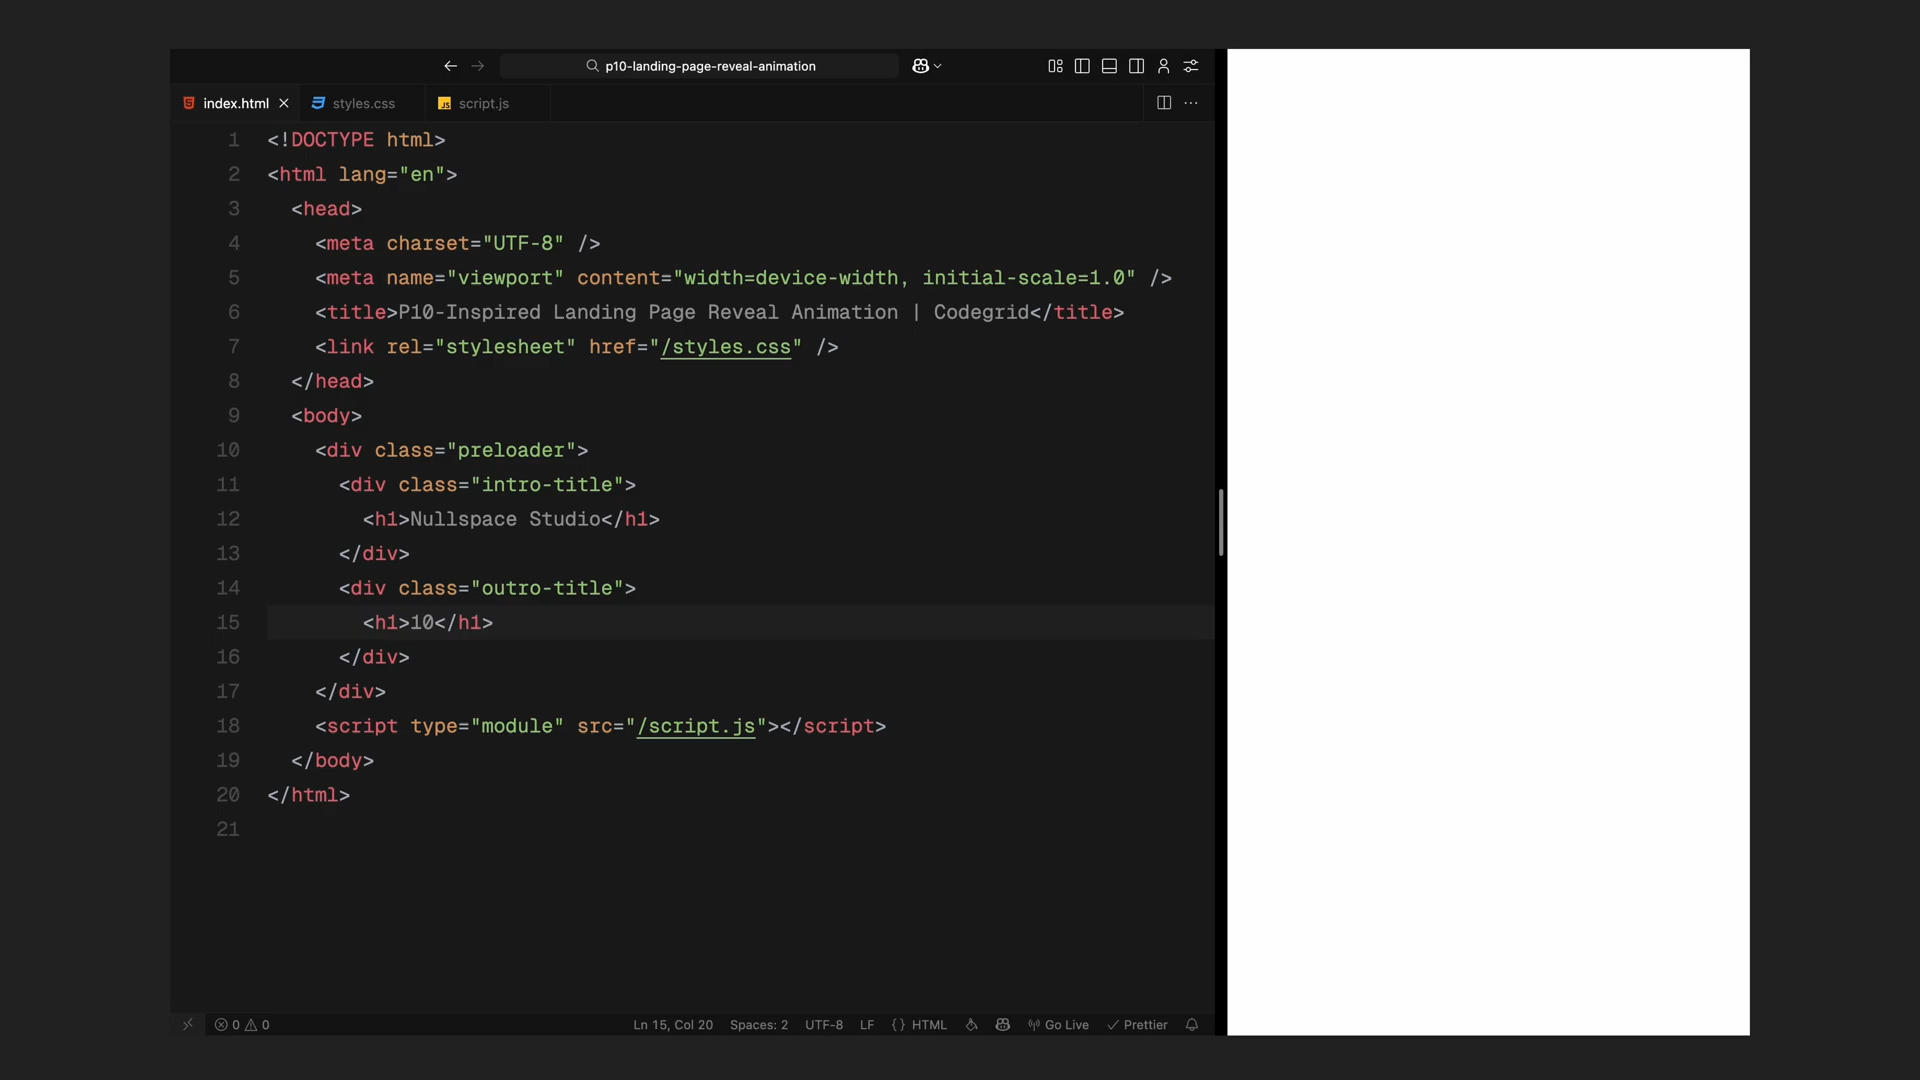 p10-landing-page-reveal-animation
index.html
styles.css
JS script.js
1 <!DOCTYPE html>
2 <html lang="en">
3 <head>
4 <meta charset="UTF-8" />
5 <meta name="viewport" content="width=device-width, initial-scale=1.0" />
6 <title>P10-Inspired Landing Page Reveal Animation | Codegrid</title>
7 <link rel="stylesheet" href="/styles.css" />
8 </head>
9 <body>
10 <div class="preloader">
11 <div class="intro-title">
12 <h1>Nullspace Studio</h1>
13 </div>
14 <div class="outro-title">
15 <h1>10</h1>
16 </div>
17 </div>
18 <script type="module" src="/script.js"></script>
19 </body>
20 </html>
21
0 0 Ln 15, Col 20 Spaces: 2 UTF-8 LF {} HTML Go Live Prettier